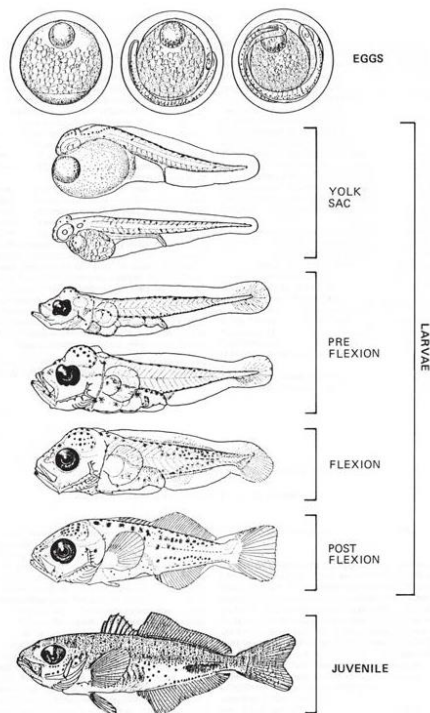 EGGS
YOLK
SAC
PRE
FLEXION
LARVAE
FLEXION
POST
FLEXION
JUVENILE